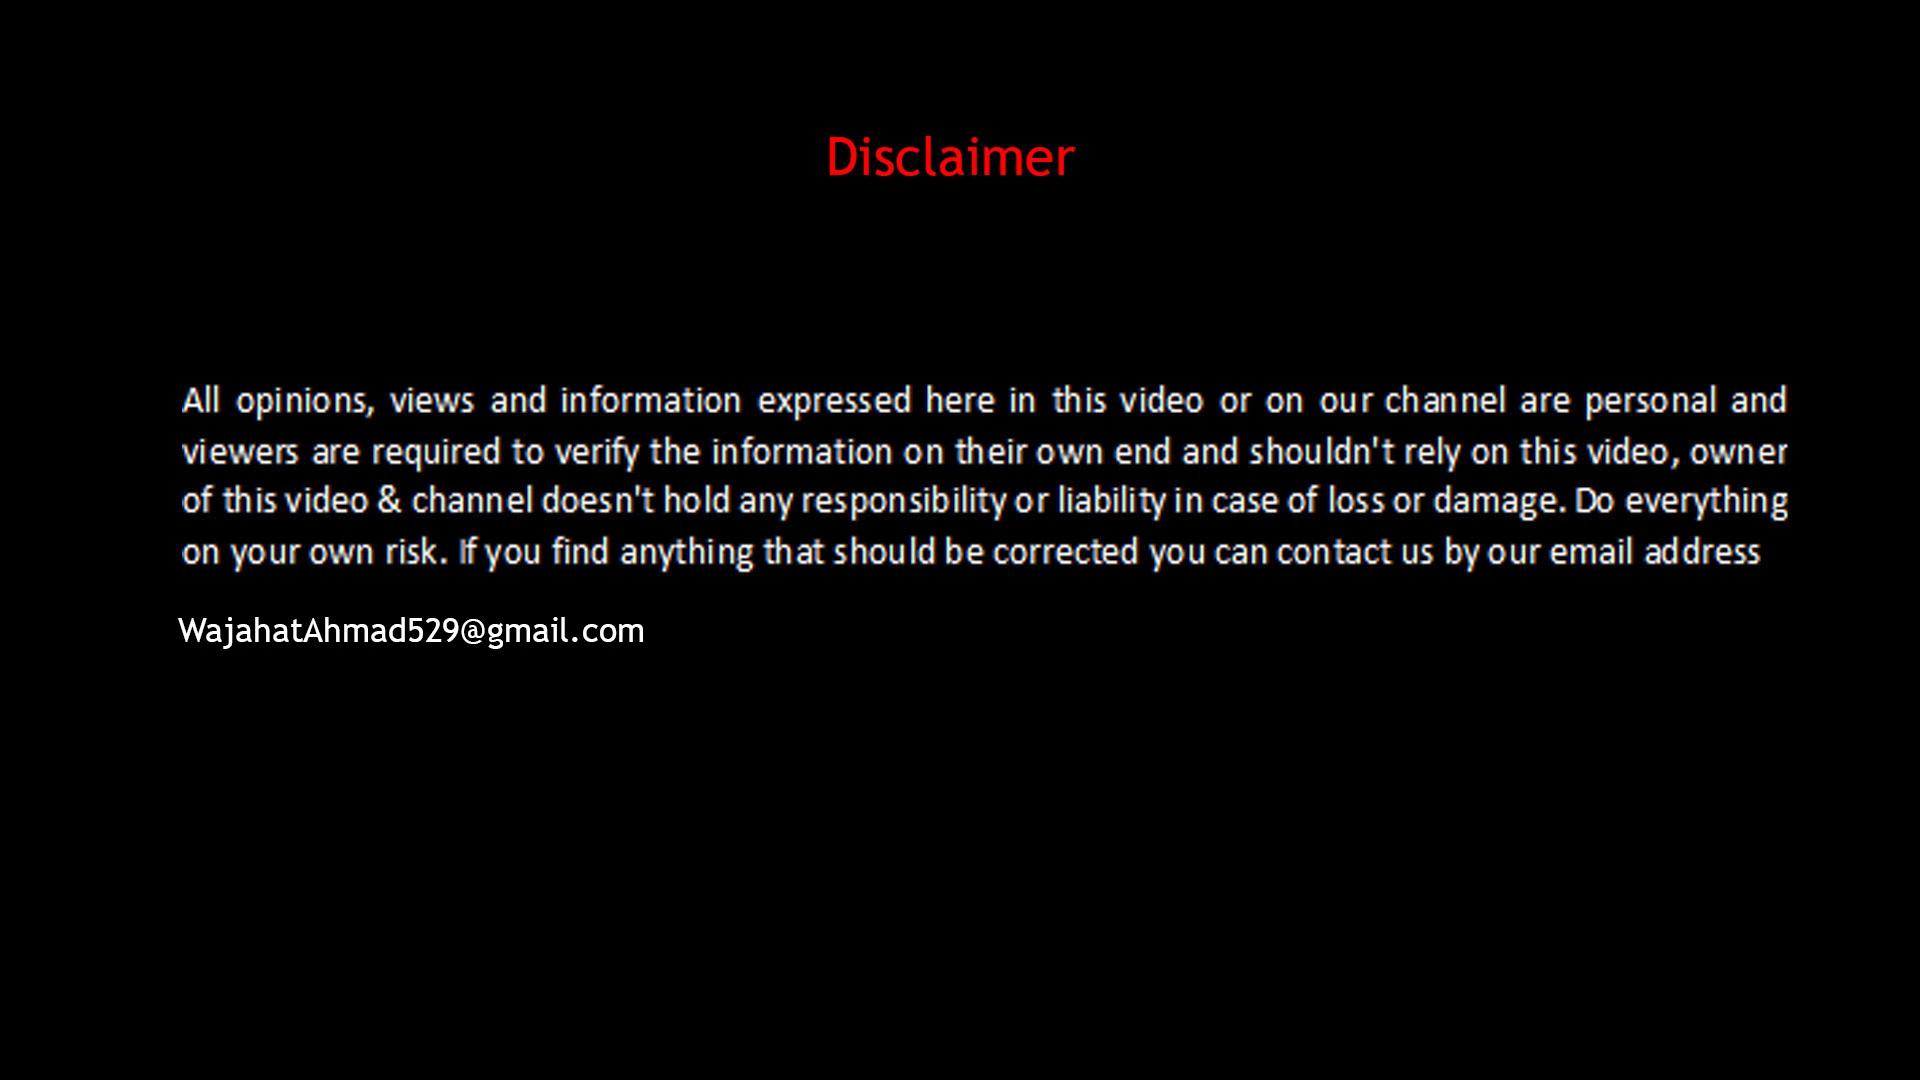 Disclaimer
All opinions, views and information expressed here in this video or on our channel are personal and
viewers are required to verify the information on their own end and shouldn't rely on this video, owner
of this video & channel doesn't hold any responsibility or liability in case of loss or damage. Do everything
on your own risk. If you find anything that should be corrected you can contact us by our email address
WajahatAhmad529@gmail.com